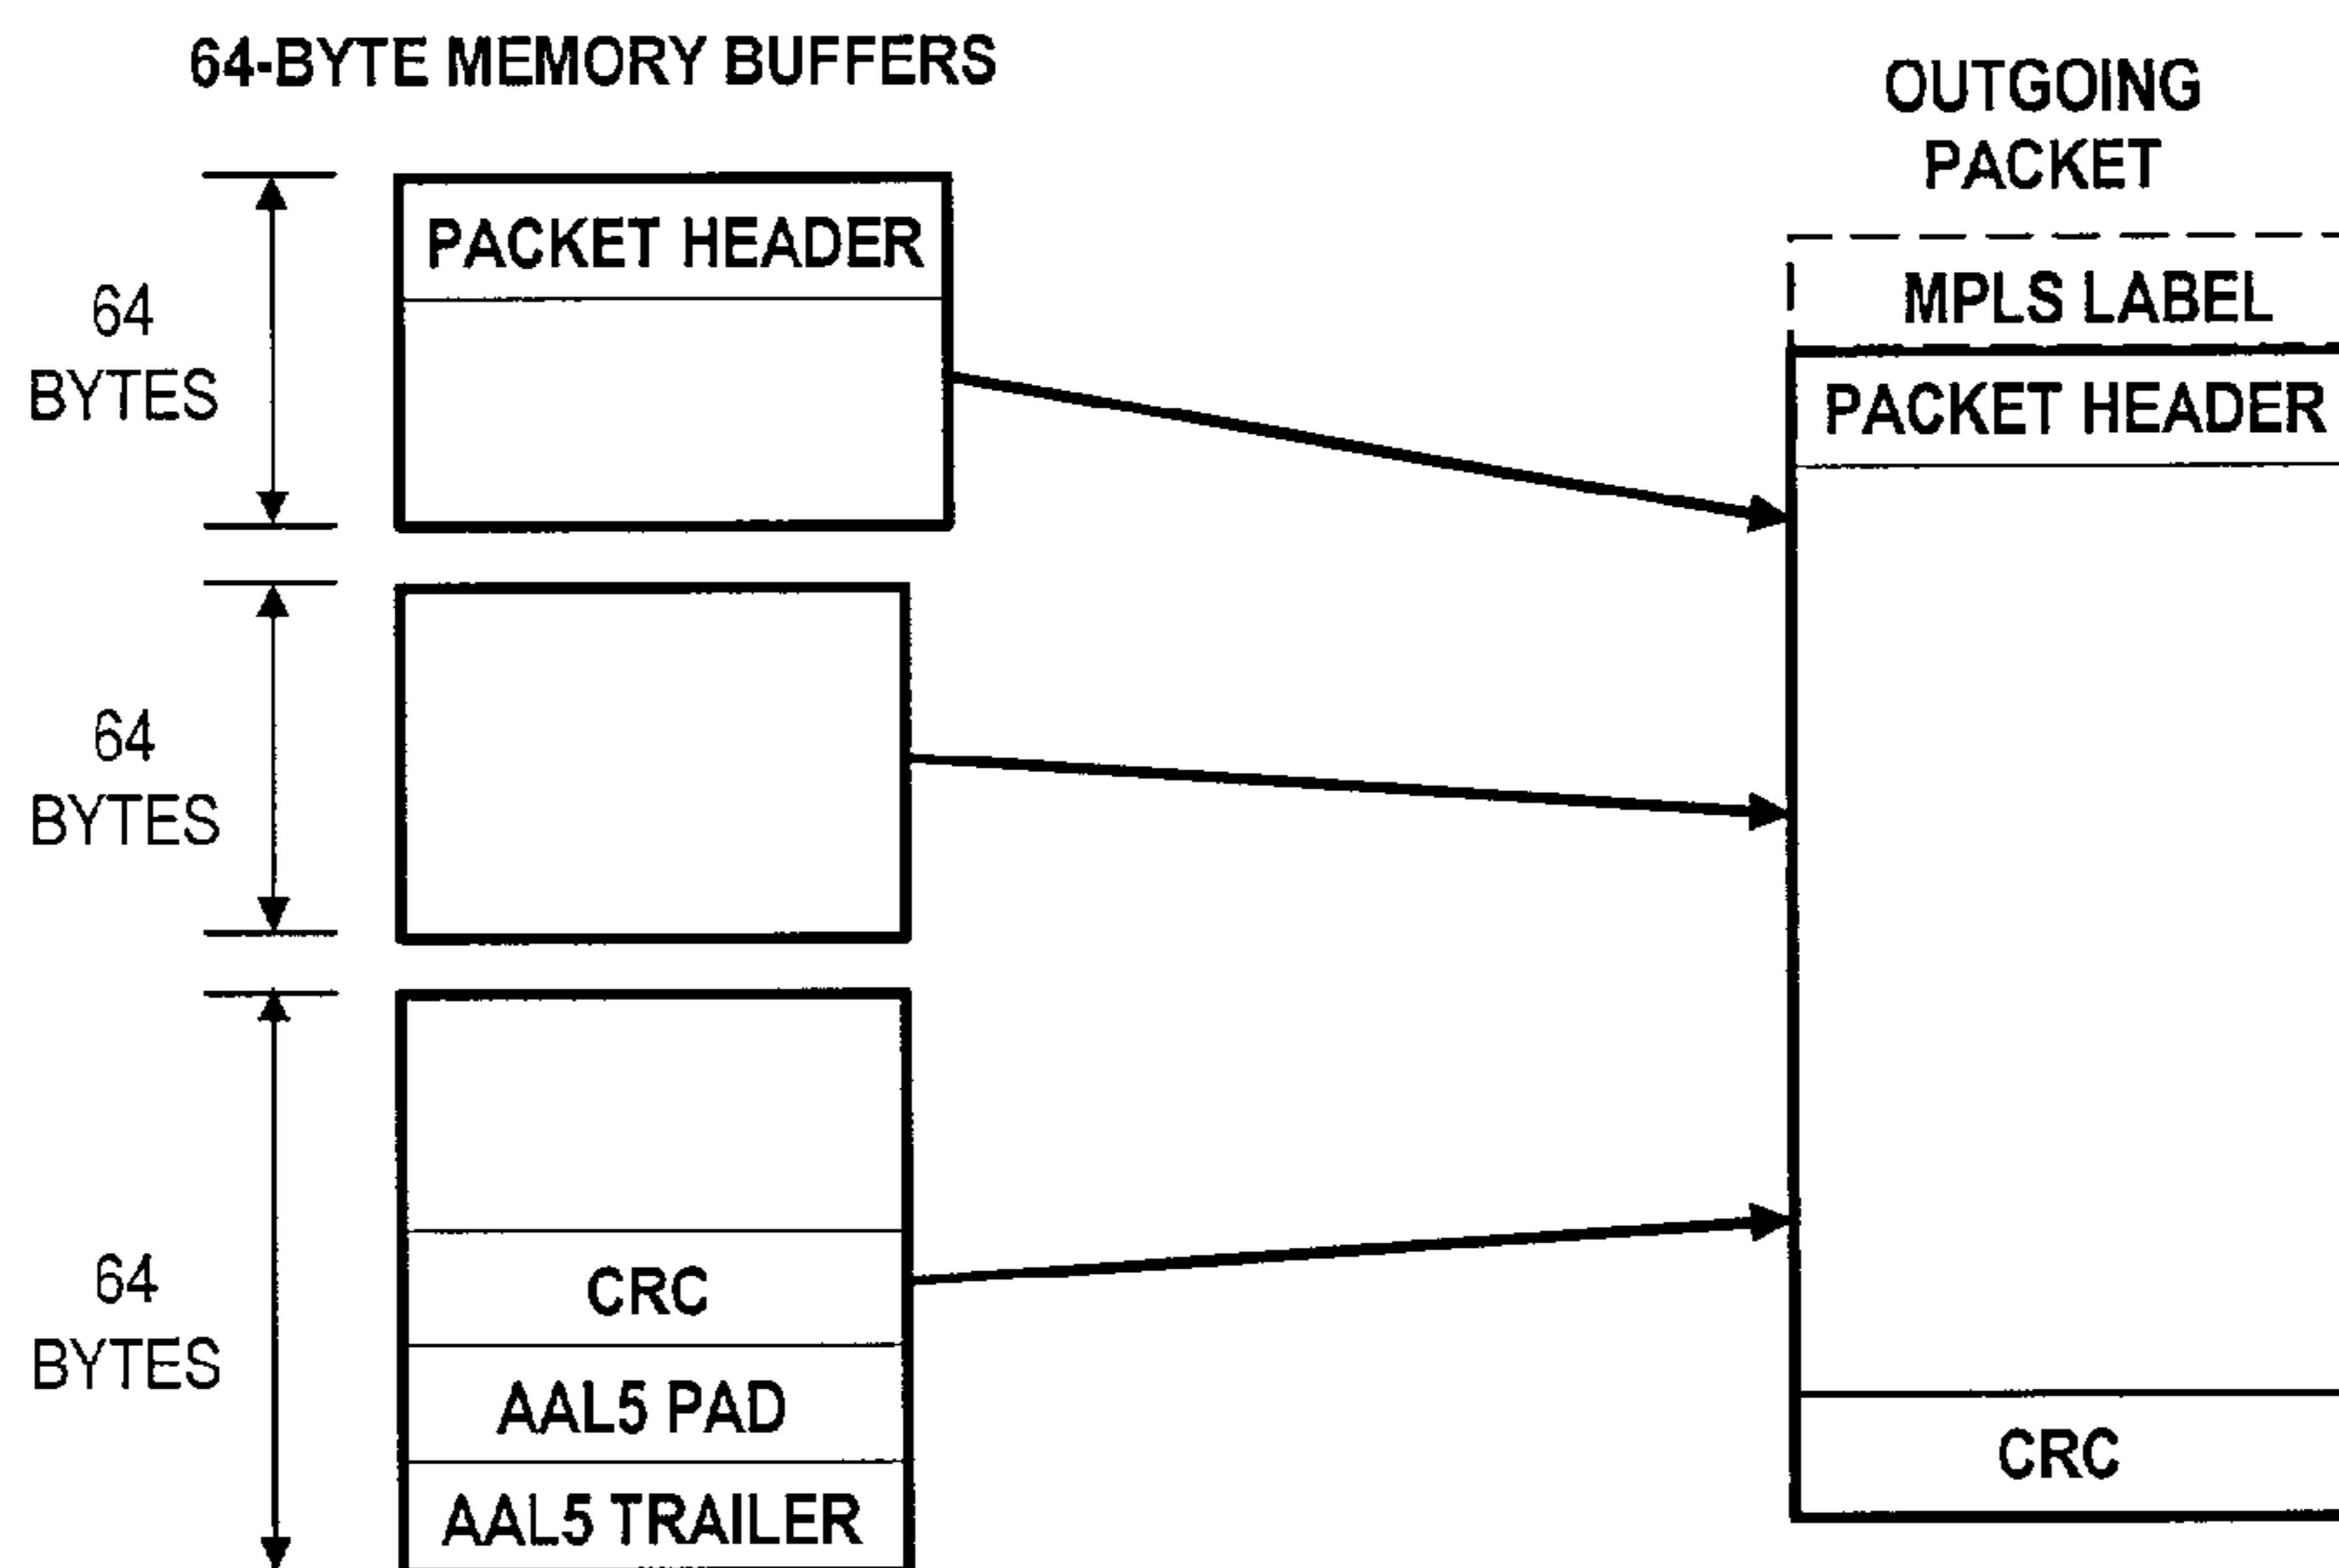 64-BYTE MEMORY BUFFERS
OUTGOING
PACKET
64
BYTES
PACKET HEADER
MPLS LABEL
PACKET HEADER
64
BYTES
64
BYTES
CRC
AAL5 PAD
AAL5 TRAILER
CRC